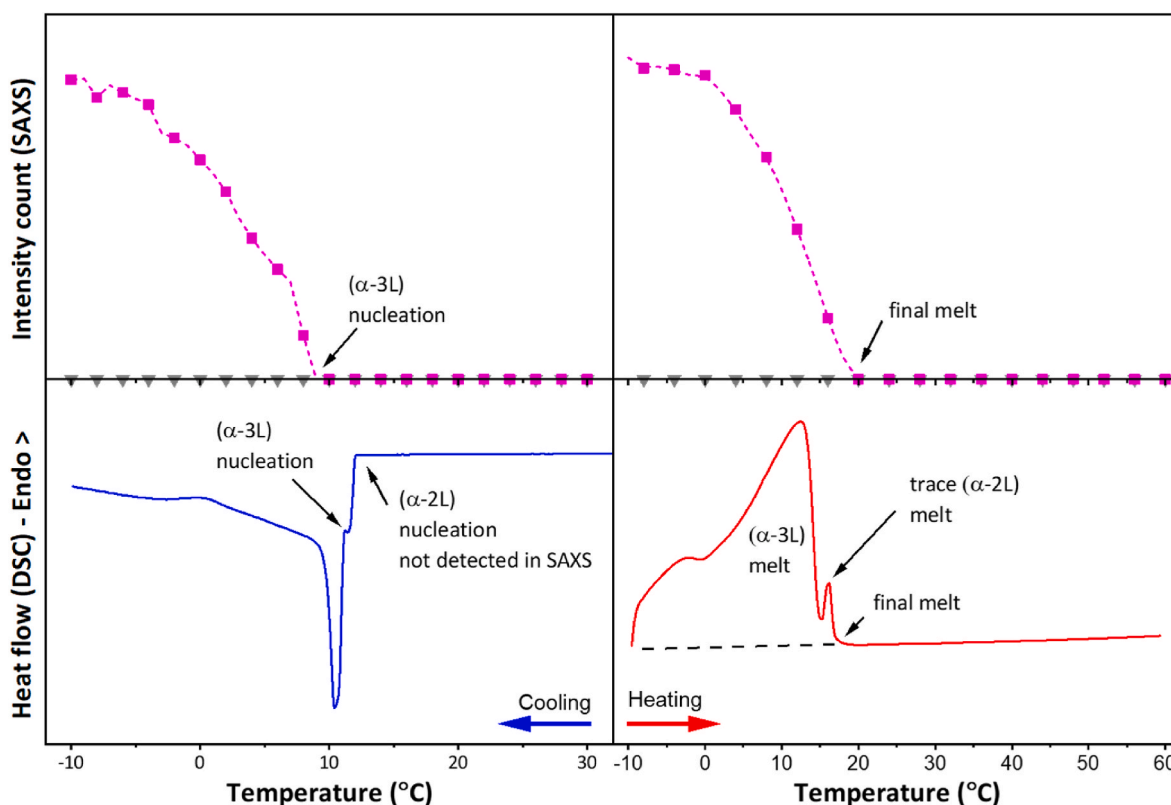 Intensity count (SAXS)
(α-3L)
nucleation
final melt
Heat flow (DSC) - Endo >
(α-3L)
nucleation
(α-2L)
nucleation
not detected in SAXS
Cooling
trace (α-2L)
melt
(α-3L)
melt
final melt
Heating
-10 0 10 20 30
-10 0 10 20 30 40 50 60
Temperature (°C)
Temperature (°C)